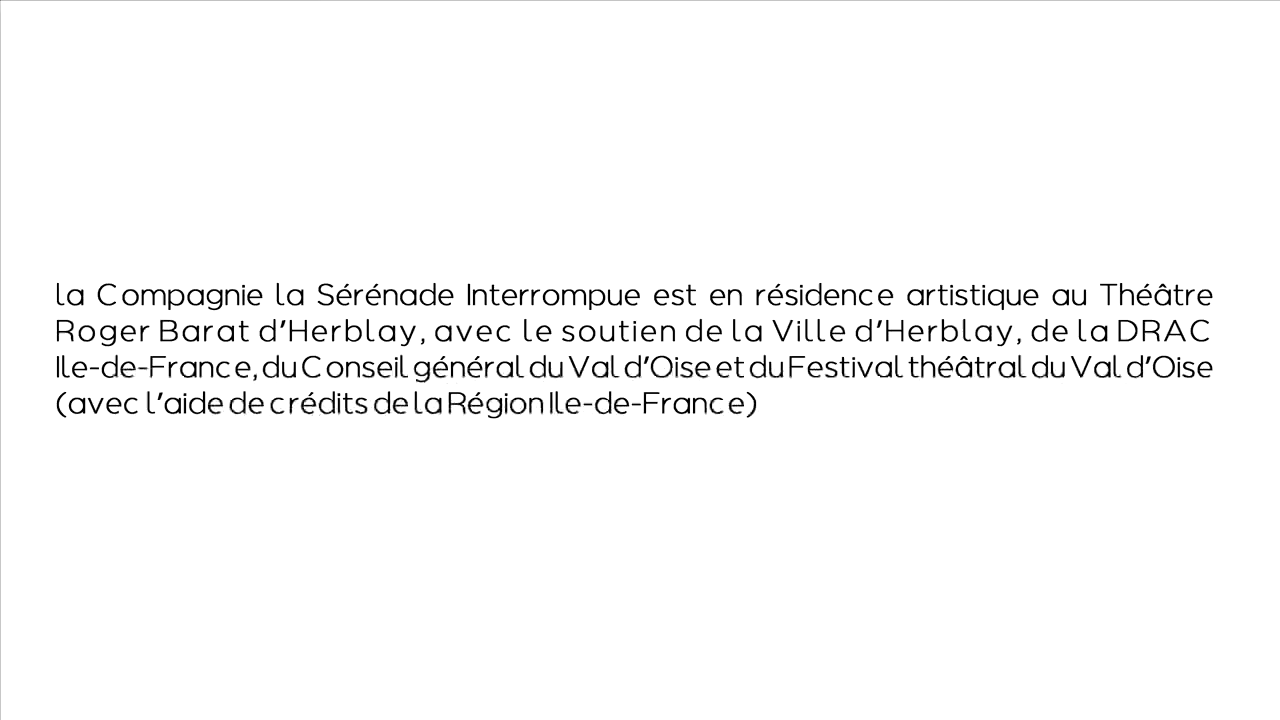 la Compagnie la Sérénade Interrompue est en résidence artistique au Théâtre
Roger Barat d'Herblay, avec le soutien de la Ville d'Herblay, de la DRAC
Ile-de-France, du Conseil général du Val d'Oise et du Festival théâtral du Val d'Oise
(avec l'aide de crédits de la Région Ile-de-France)